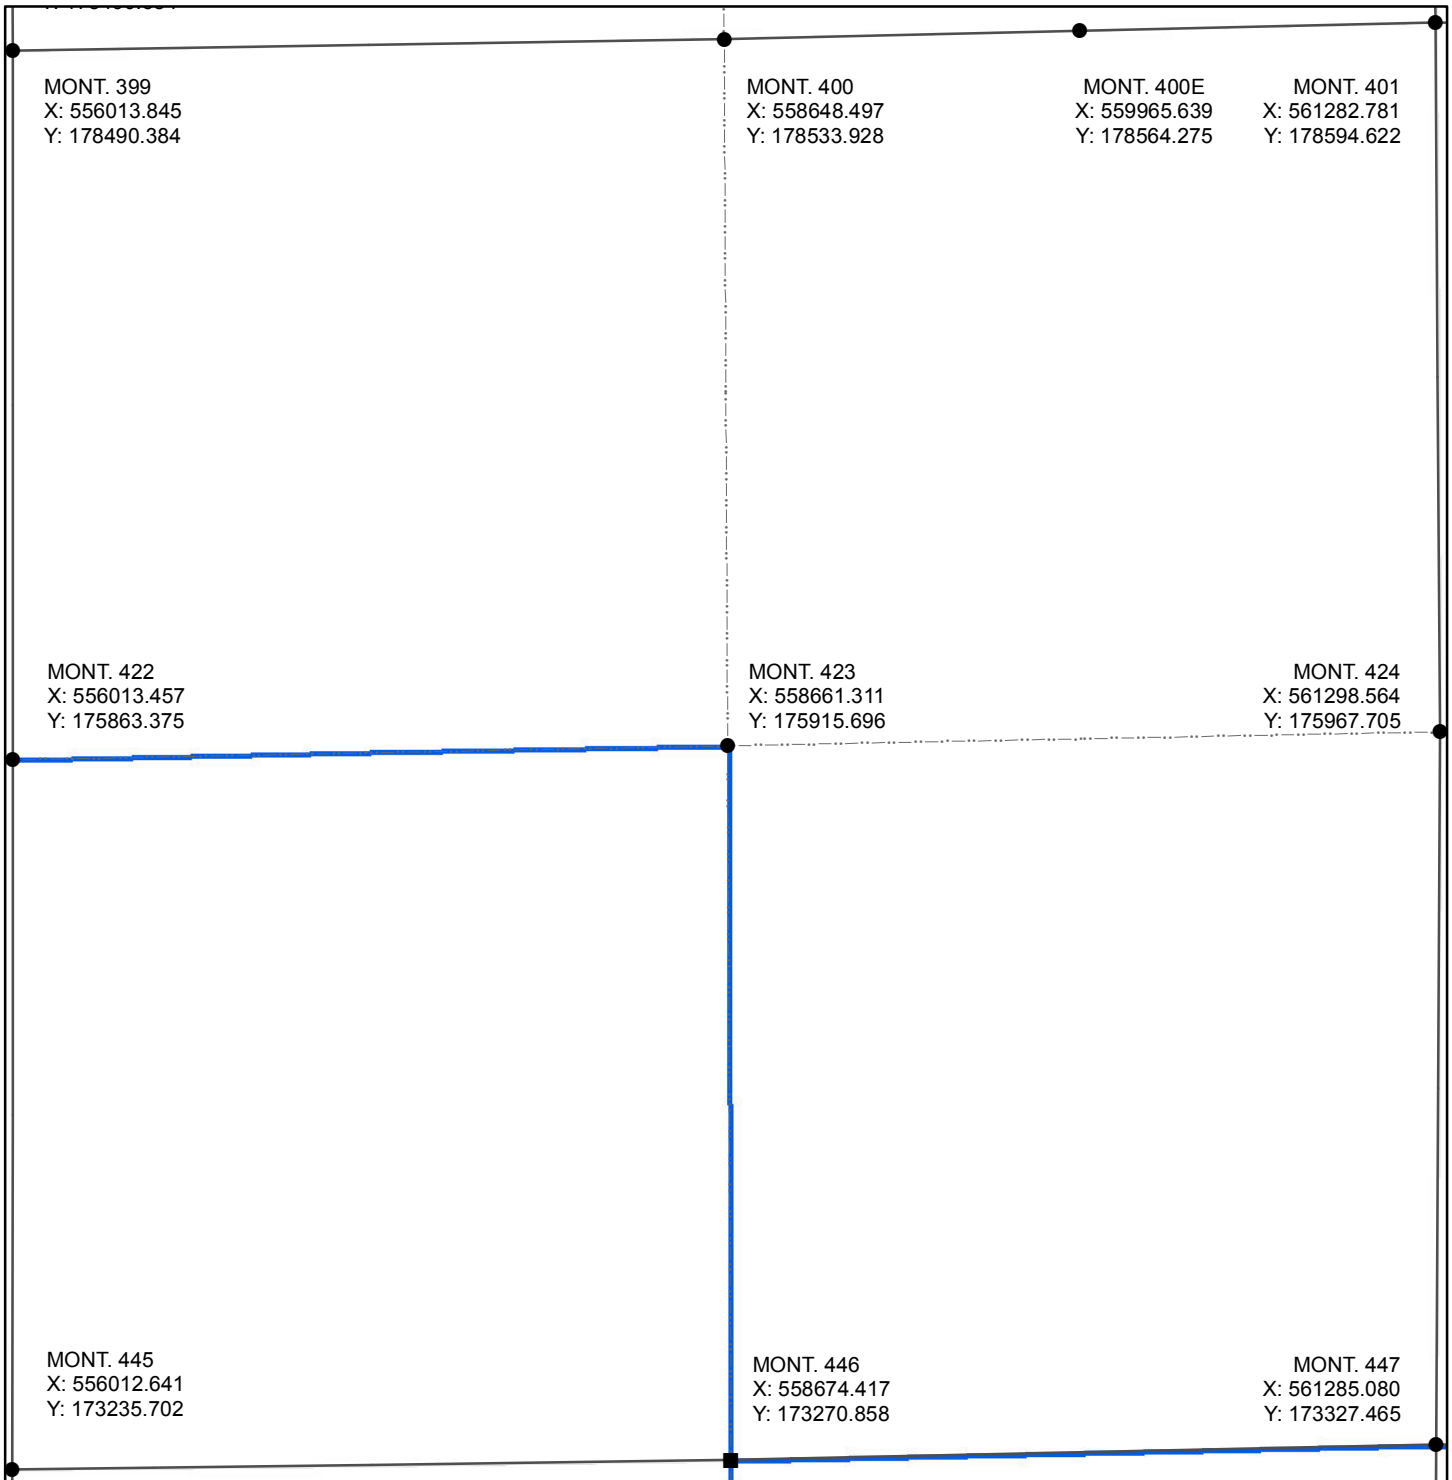 MONT. 399
X: 556013.845
Y: 178490.384
MONT. 400
X: 558648.497
Y: 178533.928
MONT. 400E
X: 559965.639
Y: 178564.275
MONT. 401
X: 561282.781
Y: 178594.622
MONT. 422
X: 556013.457
Y: 175863.375
MONT. 423
X: 558661.311
Y: 175915.696
MONT. 424
X: 561298.564
Y: 175967.705
MONT. 445
X: 556012.641
Y: 173235.702
MONT. 446
X: 558674.417
Y: 173270.858
MONT. 447
X: 561285.080
Y: 173327.465